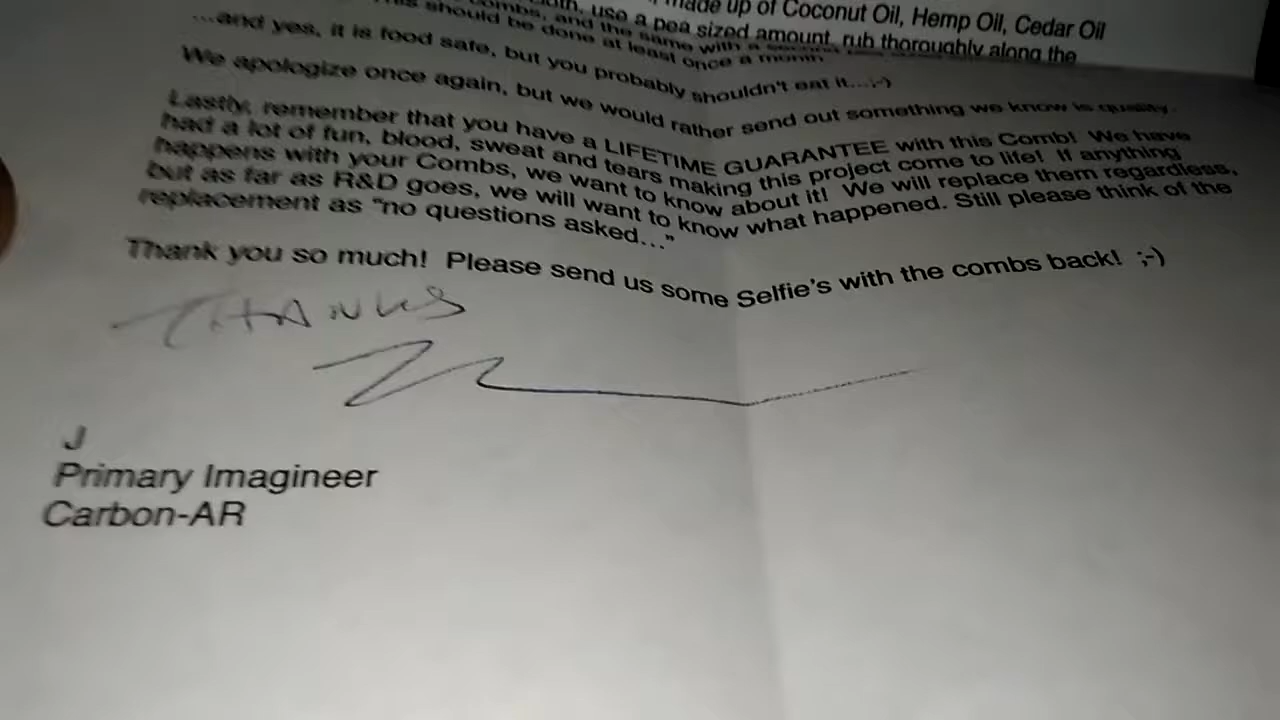 made up of Coconut Oil, Hemp Oil, Cedar Oil
use a pea sized amount, rub thoroughly along the
combs, and the same with a
This should be done at least once a month
...and yes, it is food safe, but you probably shouldn't eat it...;-)
We apologize once again, but we would rather send out something we know is quality.
Lastly, remember that you have a LIFETIME GUARANTEE with this Comb! We have
had a lot of fun, blood, sweat and tears making this project come to life! If anything
happens with your Combs, we want to know about it! We will replace them regardless,
but as far as R&D goes, we will want to know what happened. Still please think of the
replacement as "no questions asked..."
Thank you so much! Please send us some Selfie's with the combs back! ;-)
THANKS
J
Primary Imagineer
Carbon-AR